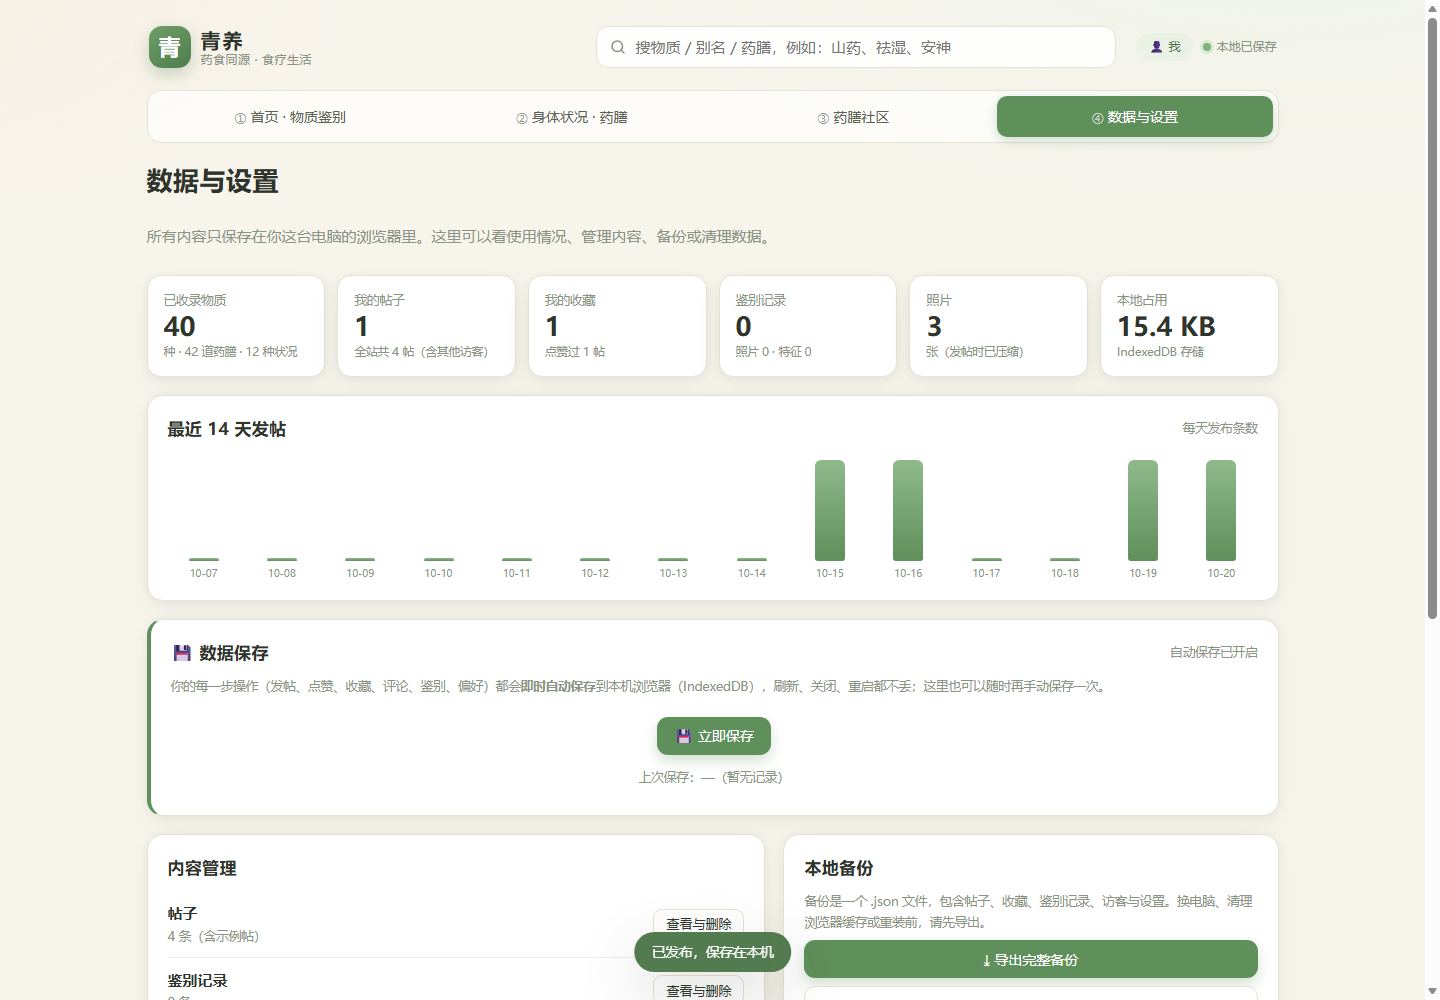 青
青养
药食同源 · 食疗生活
搜物质 / 别名 / 药膳，例如：山药、祛湿、安神
我
本地已保存
① 首页 · 物质鉴别
② 身体状况 · 药膳
③ 药膳社区
④ 数据与设置
数据与设置
所有内容只保存在你这台电脑的浏览器里。这里可以看使用情况、管理内容、备份或清理数据。
已收录物质
40
种 · 42 道药膳 · 12 种状况
我的帖子
1
全站共 4 帖（含其他访客）
我的收藏
1
点赞过 1 帖
鉴别记录
0
照片 0 · 特征 0
照片
3
张（发帖时已压缩）
本地占用
15.4 KB
IndexedDB 存储
最近 14 天发帖
每天发布条数
10-07
10-08
10-09
10-10
10-11
10-12
10-13
10-14
10-15
10-16
10-17
10-18
10-19
10-20
数据保存
自动保存已开启
你的每一步操作（发帖、点赞、收藏、评论、鉴别、偏好）都会即时自动保存到本机浏览器（IndexedDB），刷新、关闭、重启都不丢；这里也可以随时再手动保存一次。
立即保存
上次保存：—（暂无记录）
内容管理
帖子
4 条（含示例帖）
查看与删除
鉴别记录
查看与删除
已发布，保存在本机
本地备份
备份是一个 .json 文件，包含帖子、收藏、鉴别记录、访客与设置。换电脑、清理
浏览器缓存或重装前，请先导出。
⤓ 导出完整备份